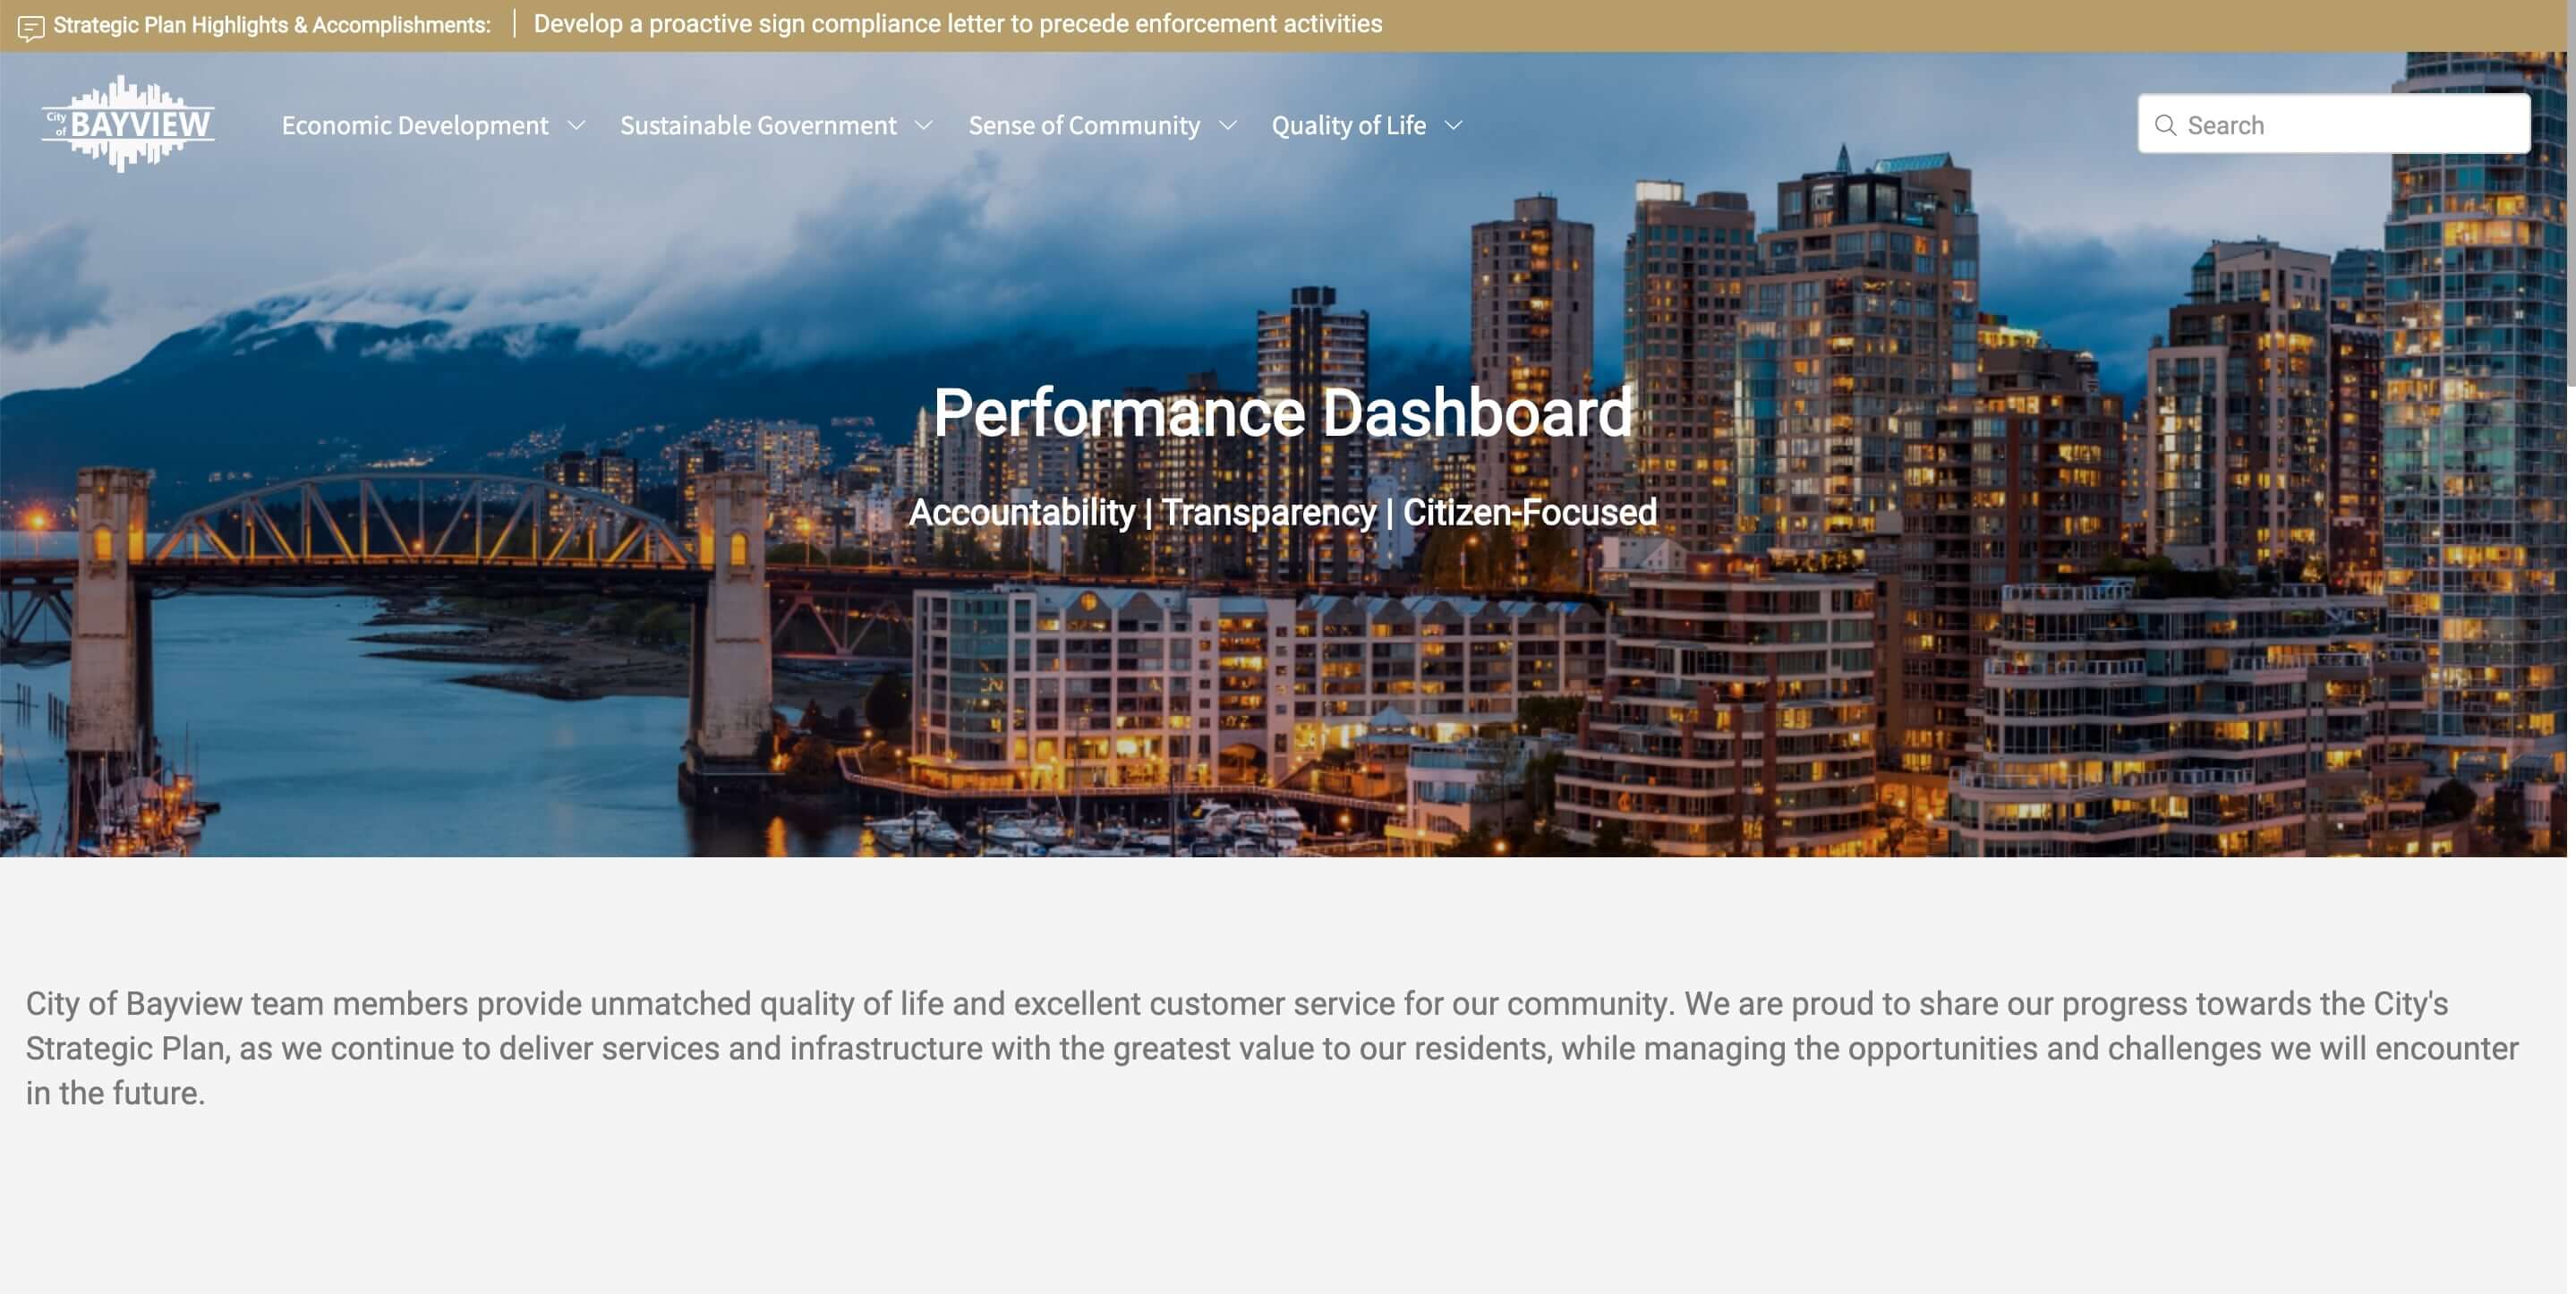 Strategic Plan Highlights & Accomplishments: | Develop a proactive sign compliance letter to precede enforcement activities
City of BAYVIEW
Economic Development
Sustainable Government
Sense of Community
Quality of Life
Search
Performance Dashboard
Accountability | Transparency | Citizen-Focused
City of Bayview team members provide unmatched quality of life and excellent customer service for our community. We are proud to share our progress towards the City's
Strategic Plan, as we continue to deliver services and infrastructure with the greatest value to our residents, while managing the opportunities and challenges we will encounter
in the future.